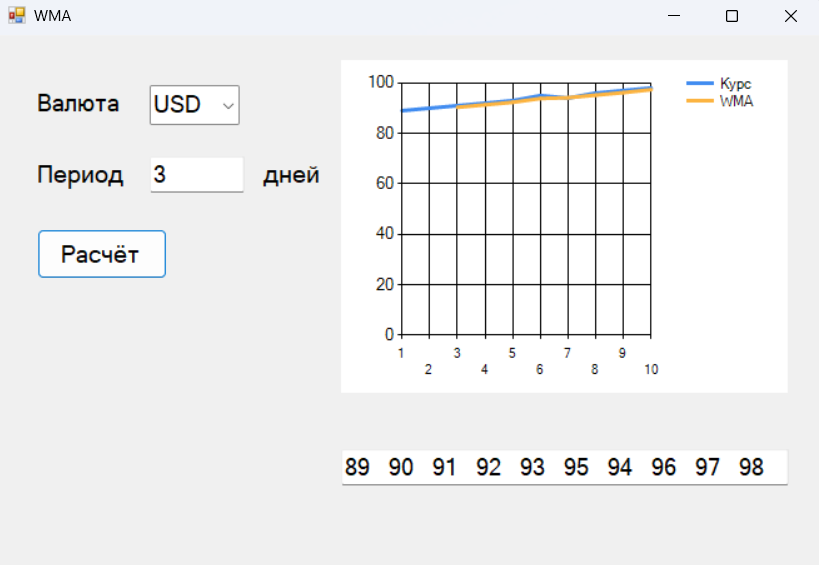 WMA
Валюта USD
Период 3 дней
Расчёт
100
80
60
40
20
0
1 2 3 4 5 6 7 8 9 10
Курс
WMA
89 90 91 92 93 95 94 96 97 98